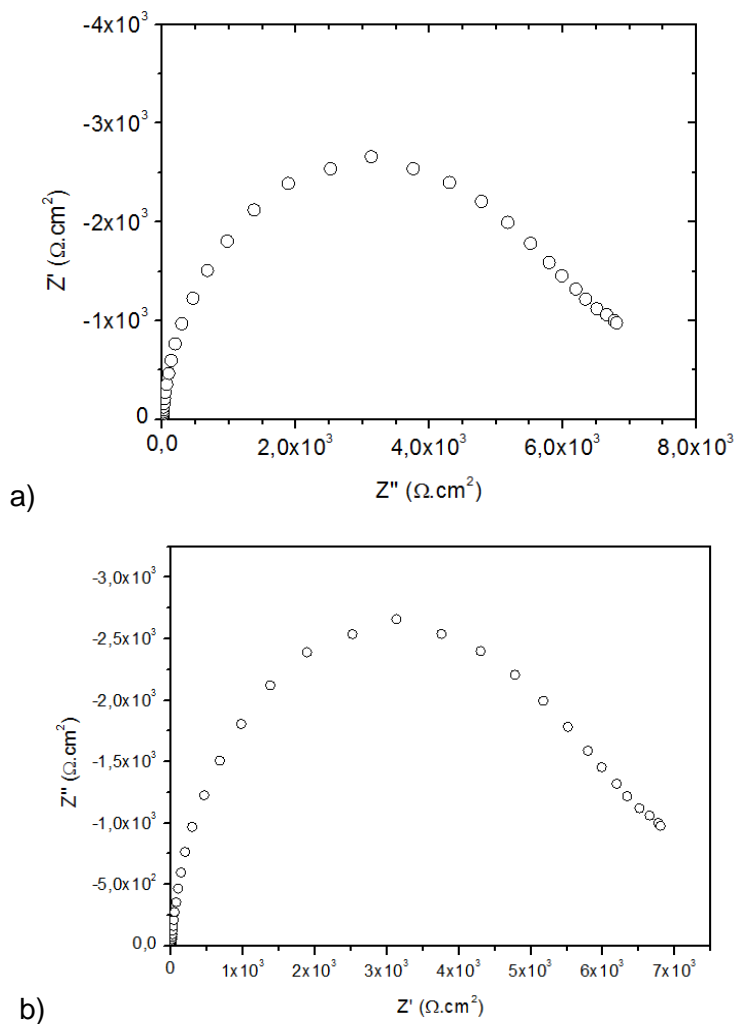 -4x10³
-3x10³
-2x10³
-1x10³
0
Z' (Ω.cm²)
0,0 2,0x10³ 4,0x10³ 6,0x10³ 8,0x10³
Z'' (Ω.cm²)
a)
-3,0x10³
-2,5x10³
-2,0x10³
-1,5x10³
-1,0x10³
-5,0x10²
0,0
Z'' (Ω.cm²)
0 1x10³ 2x10³ 3x10³ 4x10³ 5x10³ 6x10³ 7x10³
Z' (Ω.cm²)
b)